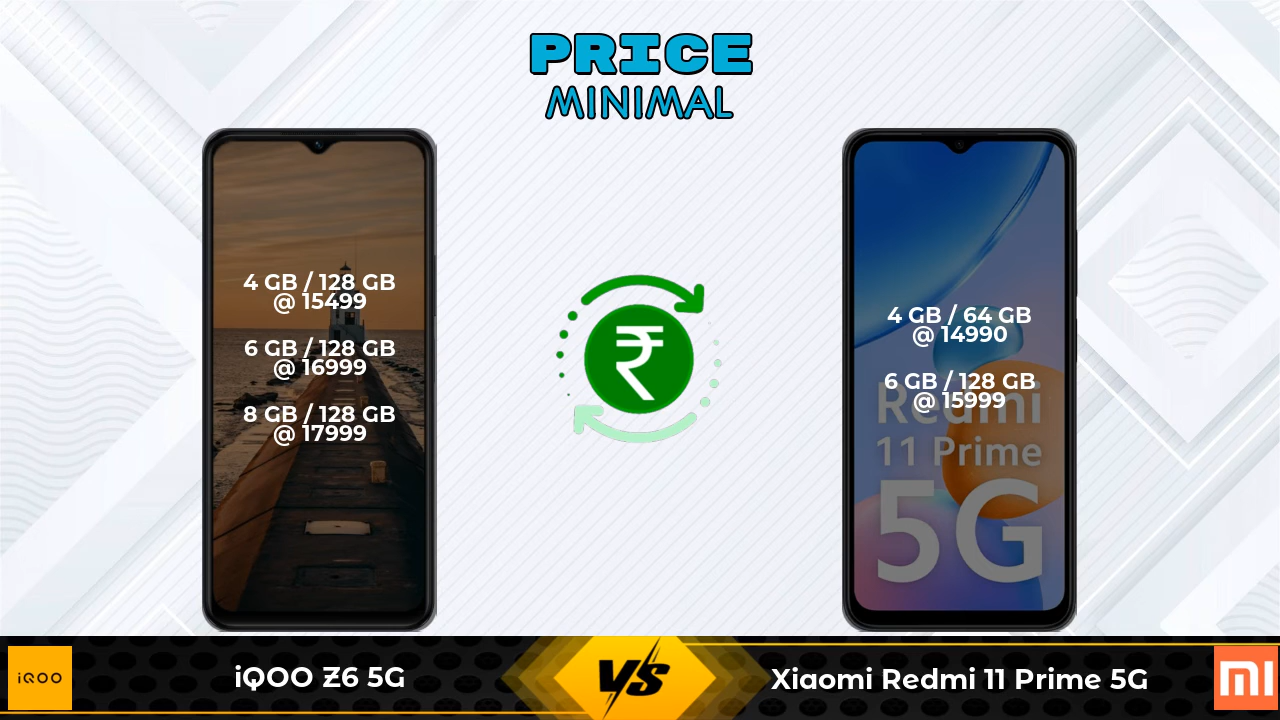 PRICE
MINIMAL
4 GB / 128 GB
@ 15499
6 GB / 128 GB
@ 16999
8 GB / 128 GB
@ 17999
₹
4 GB / 64 GB
@ 14990
6 GB / 128 GB
@ 15999
Redmi
11 Prime
5G
iQOO
iQOO Z6 5G
VS
Xiaomi Redmi 11 Prime 5G
mi